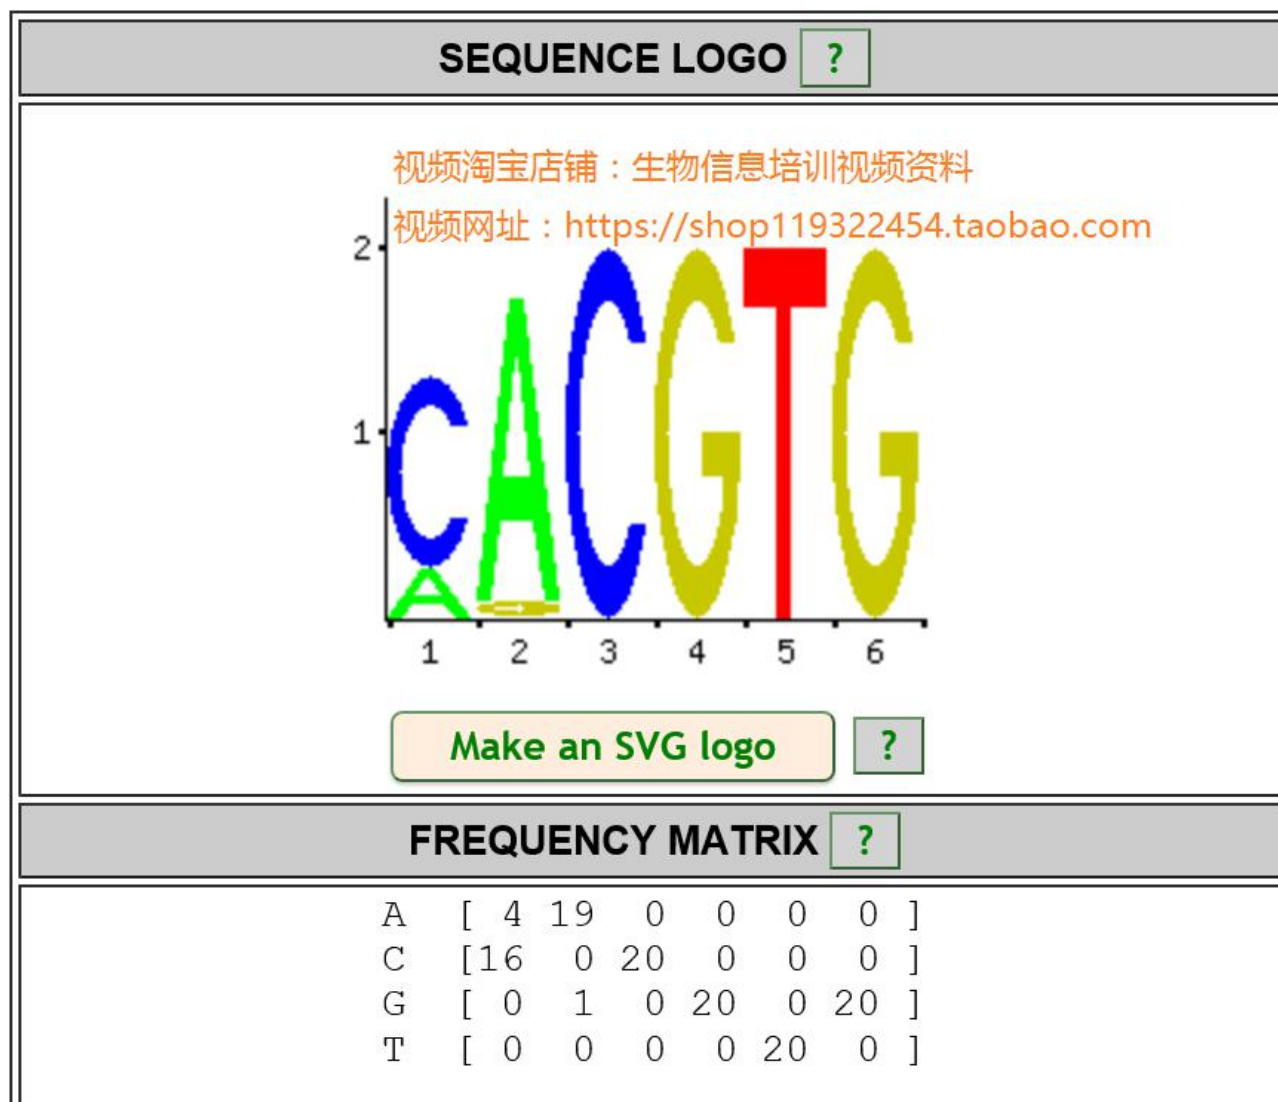 SEQUENCE LOGO ?
视频淘宝店铺：生物信息培训视频资料
视频网址：https://shop119322454.taobao.com
2
1
C A C G T G
A G
1 2 3 4 5 6
Make an SVG logo ?
FREQUENCY MATRIX ?
A [ 4 19 0 0 0 0 ]
C [16 0 20 0 0 0 ]
G [ 0 1 0 20 0 20 ]
T [ 0 0 0 0 20 0 ]